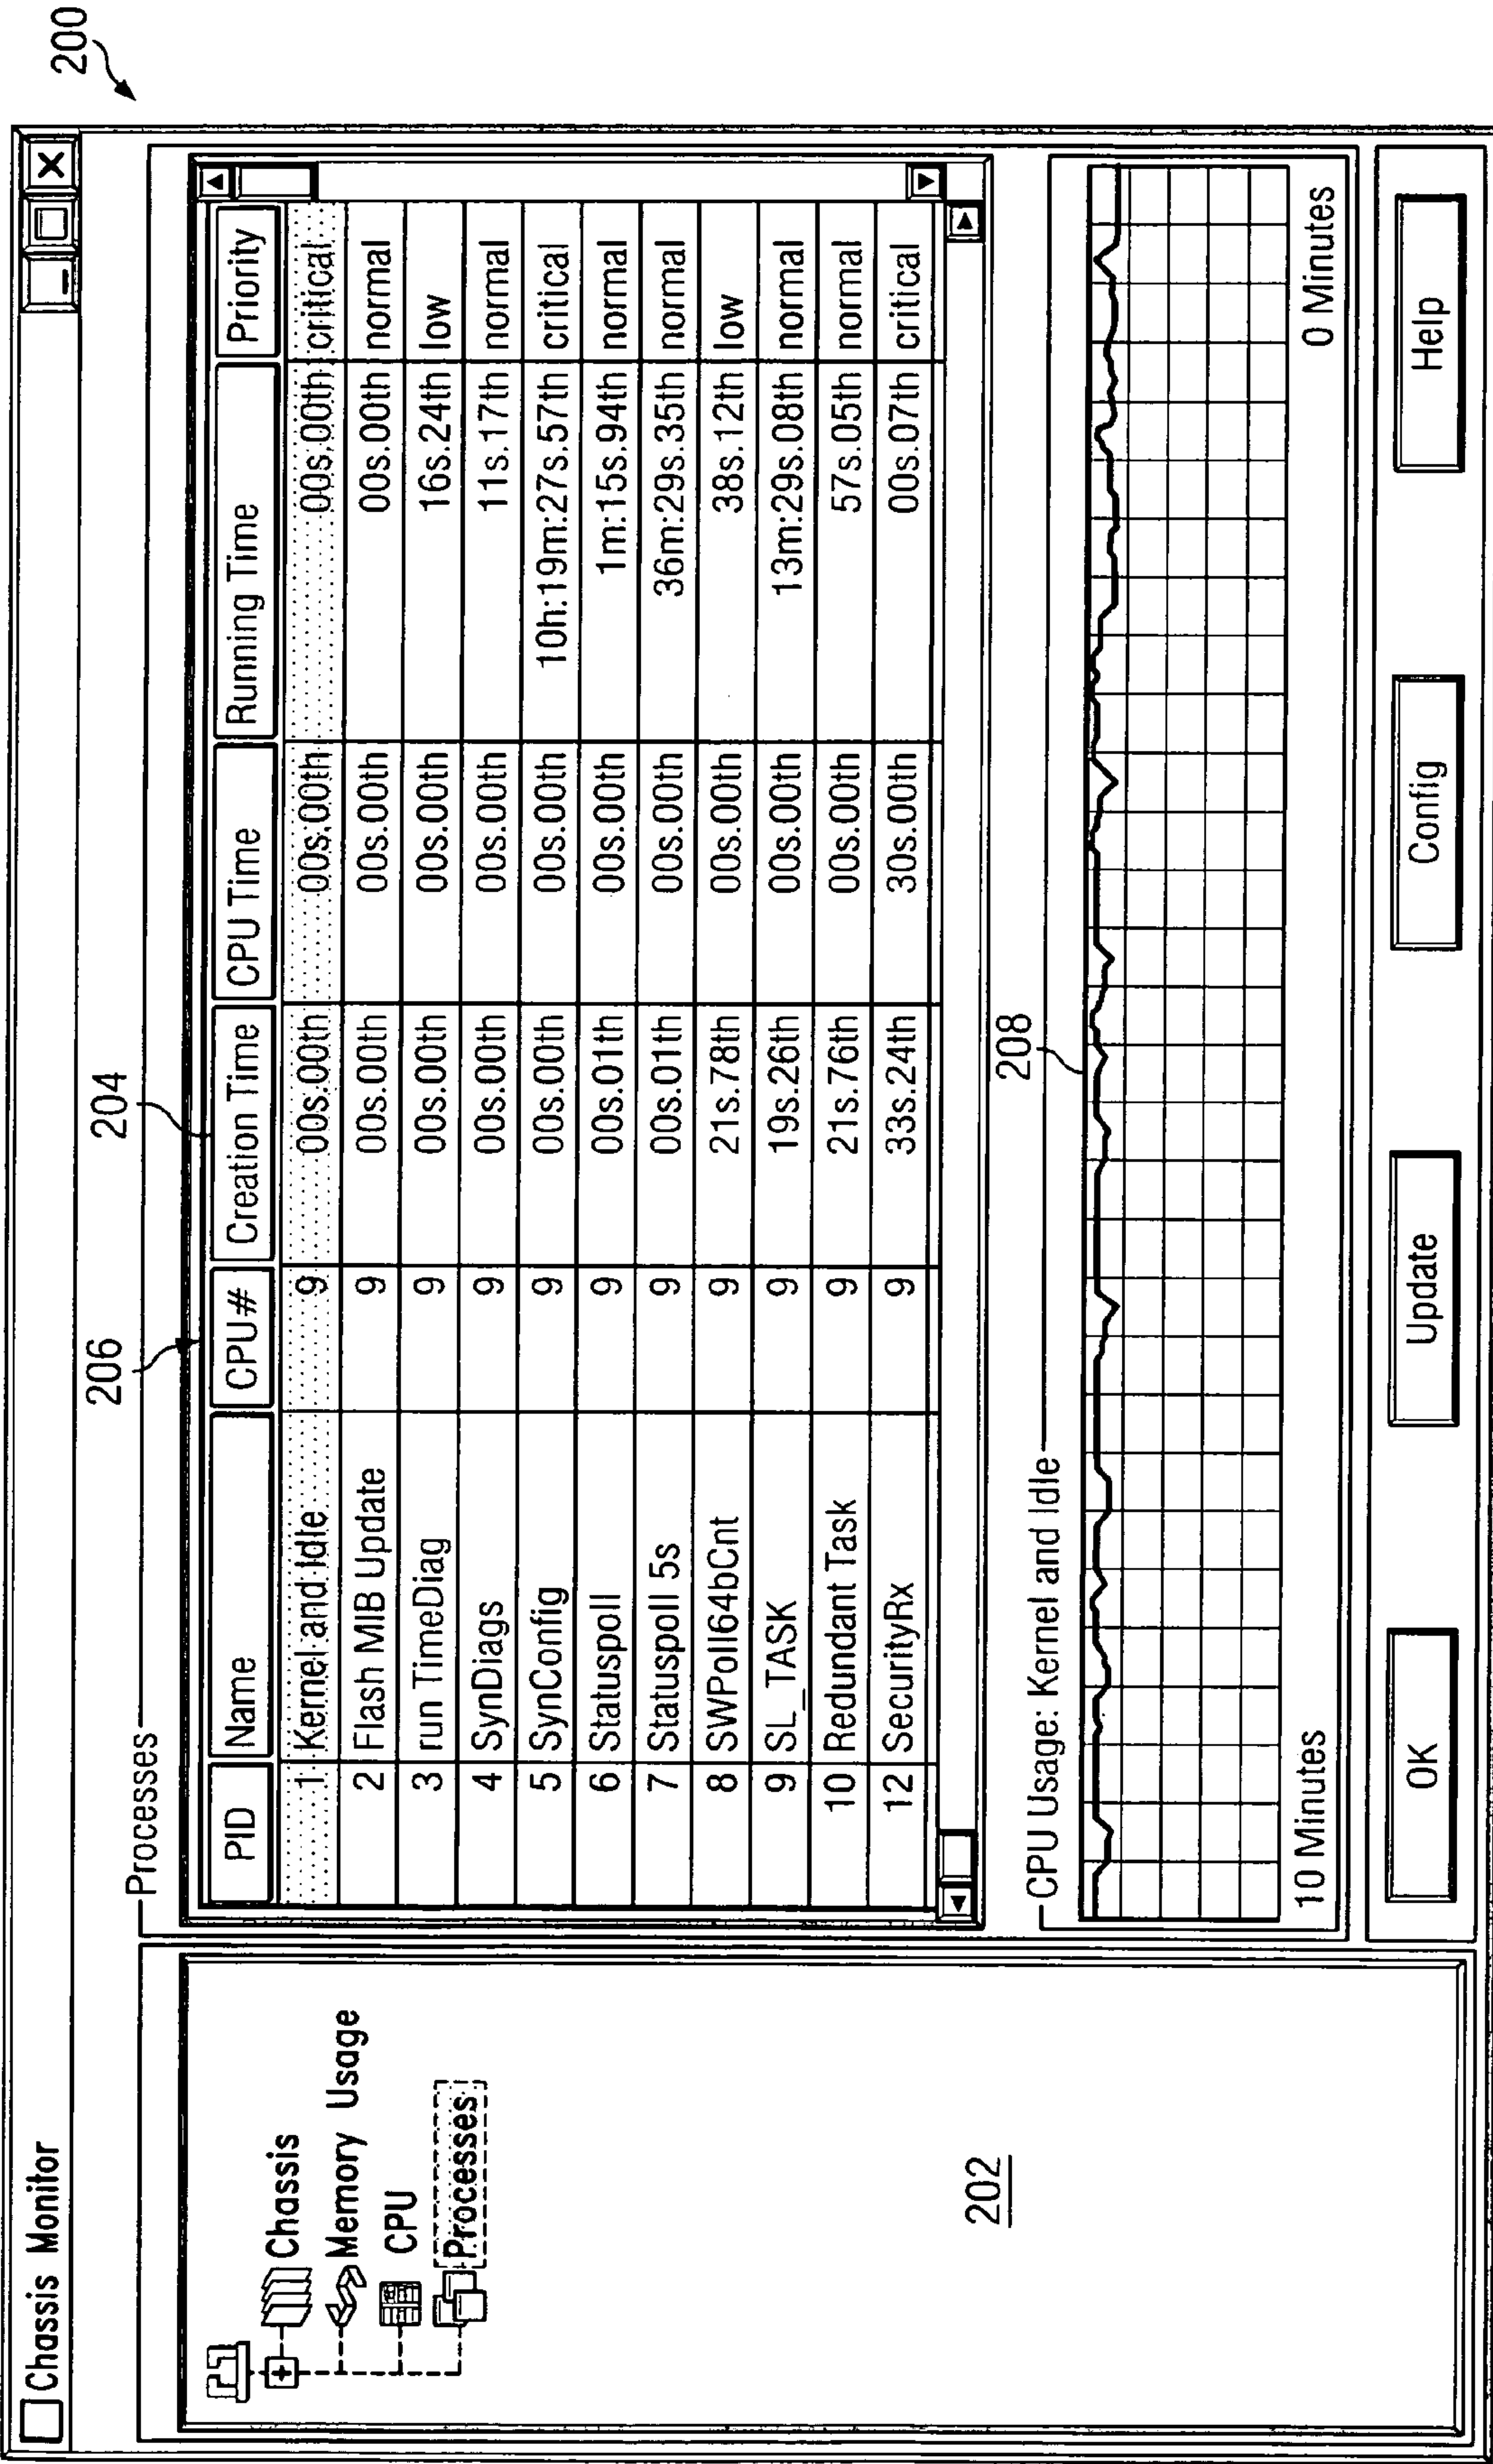 200
Chassis Monitor
Chassis
Memory Usage
CPU
Processes
202
Processes
206
204
PID Name CPU# Creation Time CPU Time Running Time Priority
1 Kernel and Idle 9 00s.00th 00s.00th 00s.00th critical
2 Flash MIB Update 9 00s.00th 00s.00th 00s.00th normal
3 run TimeDiag 9 00s.00th 00s.00th 16s.24th low
4 SynDiags 9 00s.00th 00s.00th 11s.17th normal
5 SynConfig 9 00s.00th 00s.00th 10h:19m:27s.57th critical
6 Statuspoll 9 00s.01th 00s.00th 1m:15s.94th normal
7 Statuspoll 5s 9 00s.01th 00s.00th 36m:29s.35th normal
8 SWPoll64bCnt 9 21s.78th 00s.00th 38s.12th low
9 SL_TASK 9 19s.26th 00s.00th 13m:29s.08th normal
10 Redundant Task 9 21s.76th 00s.00th 57s.05th normal
12 SecurityRx 9 33s.24th 30s.00th 00s.07th critical
208
CPU Usage: Kernel and Idle
10 Minutes 0 Minutes
OK Update Config Help